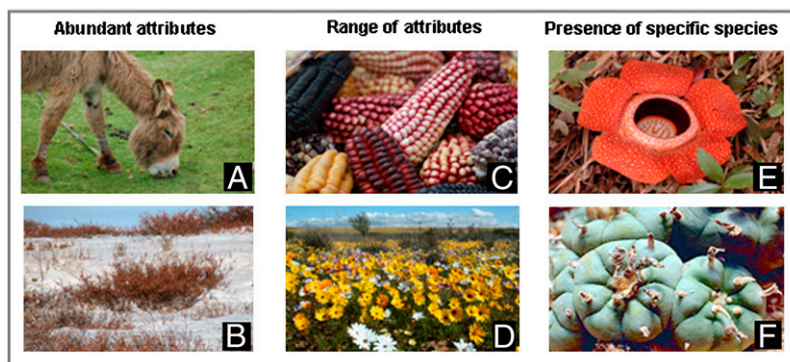 Abundant attributes
Range of attributes
Presence of specific species
A
C
E
B
D
F